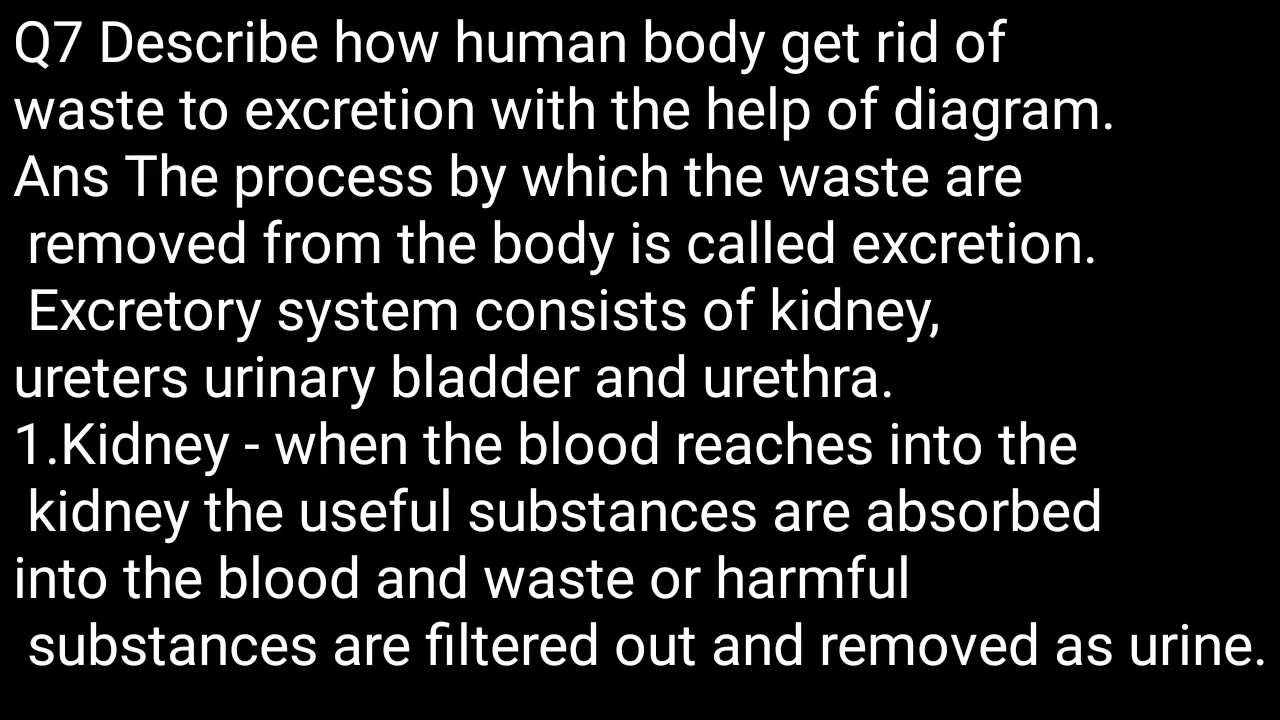 Q7 Describe how human body get rid of
waste to excretion with the help of diagram.
Ans The process by which the waste are
removed from the body is called excretion.
Excretory system consists of kidney,
ureters urinary bladder and urethra.
1.Kidney - when the blood reaches into the
kidney the useful substances are absorbed
into the blood and waste or harmful
substances are filtered out and removed as urine.